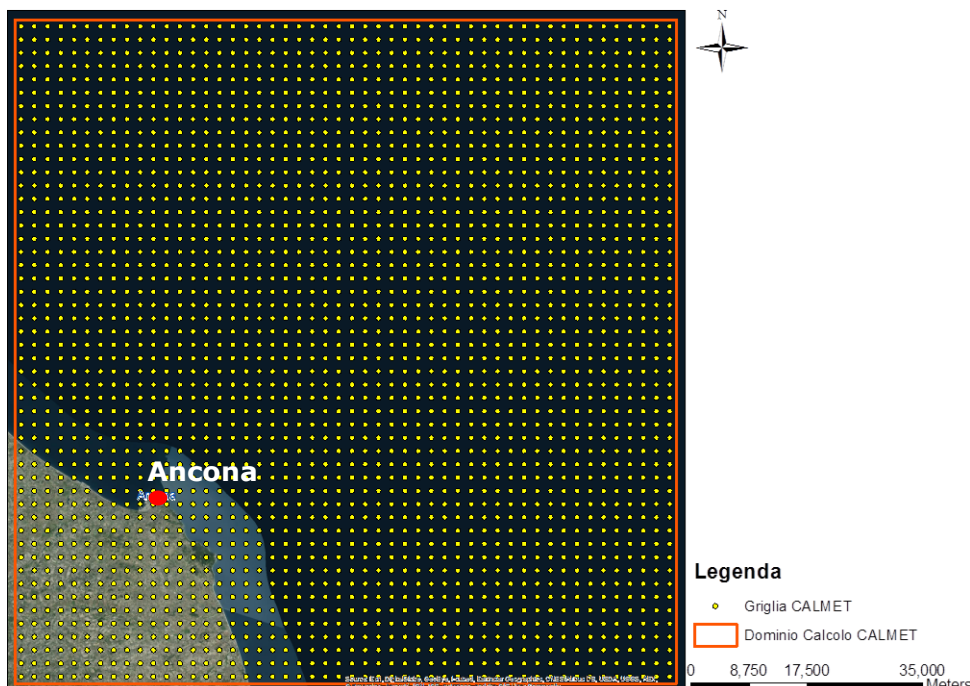 N
Ancona
Legenda
Griglia CALMET
Dominio Calcolo CALMET
0 8,750 17,500 35,000
Meters